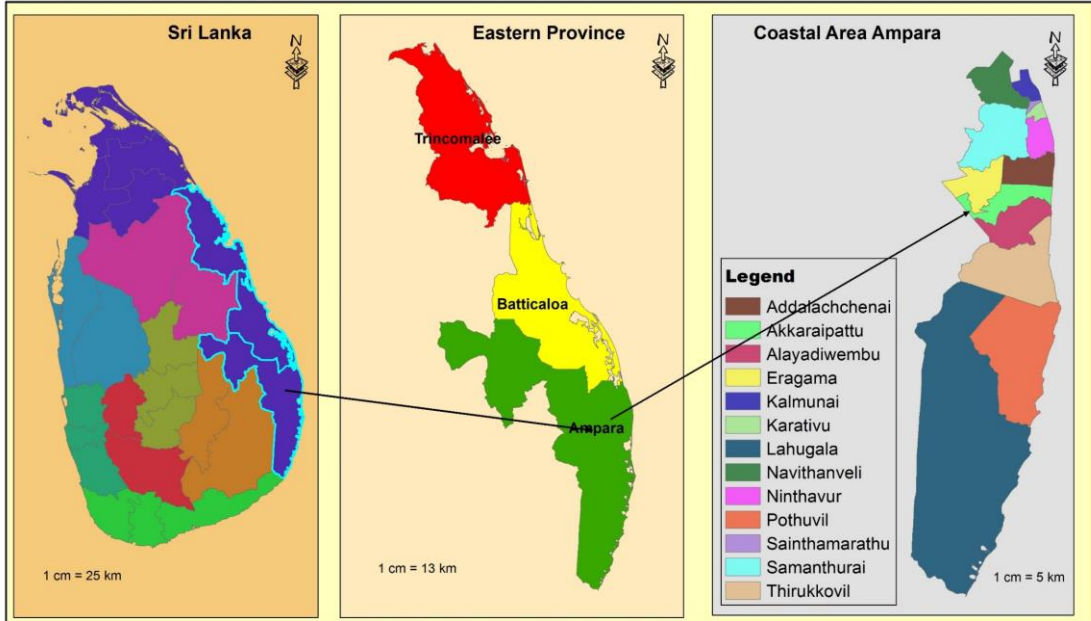 Sri Lanka
N
1 cm = 25 km
Eastern Province
N
Trincomalee
Batticaloa
Ampara
1 cm = 13 km
Coastal Area Ampara
N
Legend
Addalachchenai
Akkaraipattu
Alayadiwembu
Eragama
Kalmunai
Karativu
Lahugala
Navithanveli
Ninthavur
Pothuvil
Sainthamarathu
Samanthurai
Thirukkovil
1 cm = 5 km